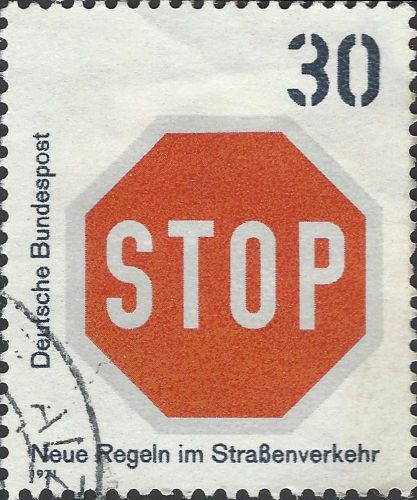 30
Deutsche Bundespost
STOP
Neue Regeln im Straßenverkehr
1971